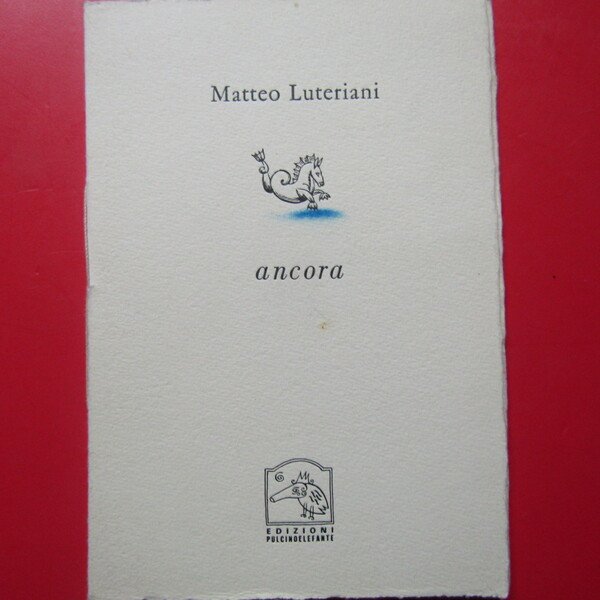 Matteo Luteriani
ancora
EDIZIONI
PULCINOELEFANTE